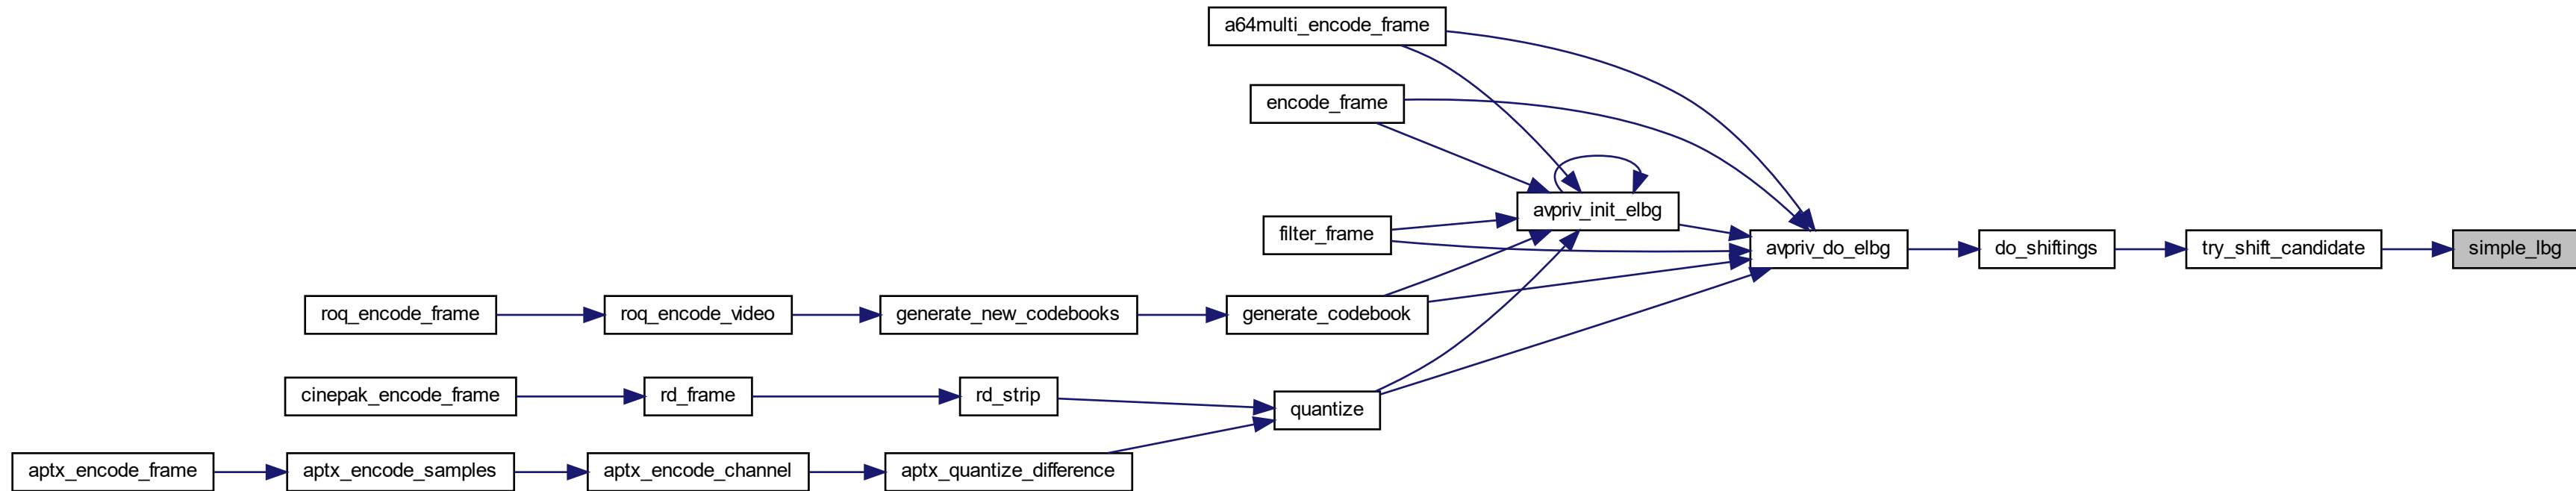 a64multi_encode_frame
encode_frame
avpriv_init_elbg
filter_frame
avpriv_do_elbg
do_shiftings
try_shift_candidate
simple_lbg
roq_encode_frame
roq_encode_video
generate_new_codebooks
generate_codebook
cinepak_encode_frame
rd_frame
rd_strip
quantize
aptx_encode_frame
aptx_encode_samples
aptx_encode_channel
aptx_quantize_difference